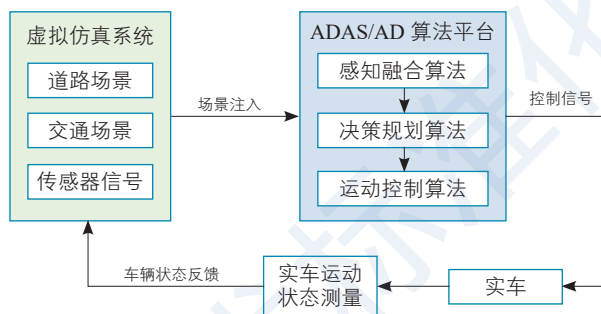 虚拟仿真系统
道路场景
交通场景
传感器信号
场景注入
ADAS/AD 算法平台
感知融合算法
决策规划算法
运动控制算法
控制信号
车辆状态反馈
实车运动
状态测量
实车